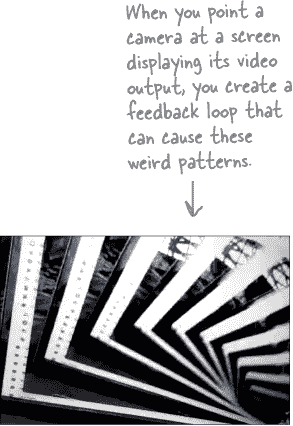 When you point a
camera at a screen
displaying its video
output, you create a
feedback loop that
can cause these
weird patterns.